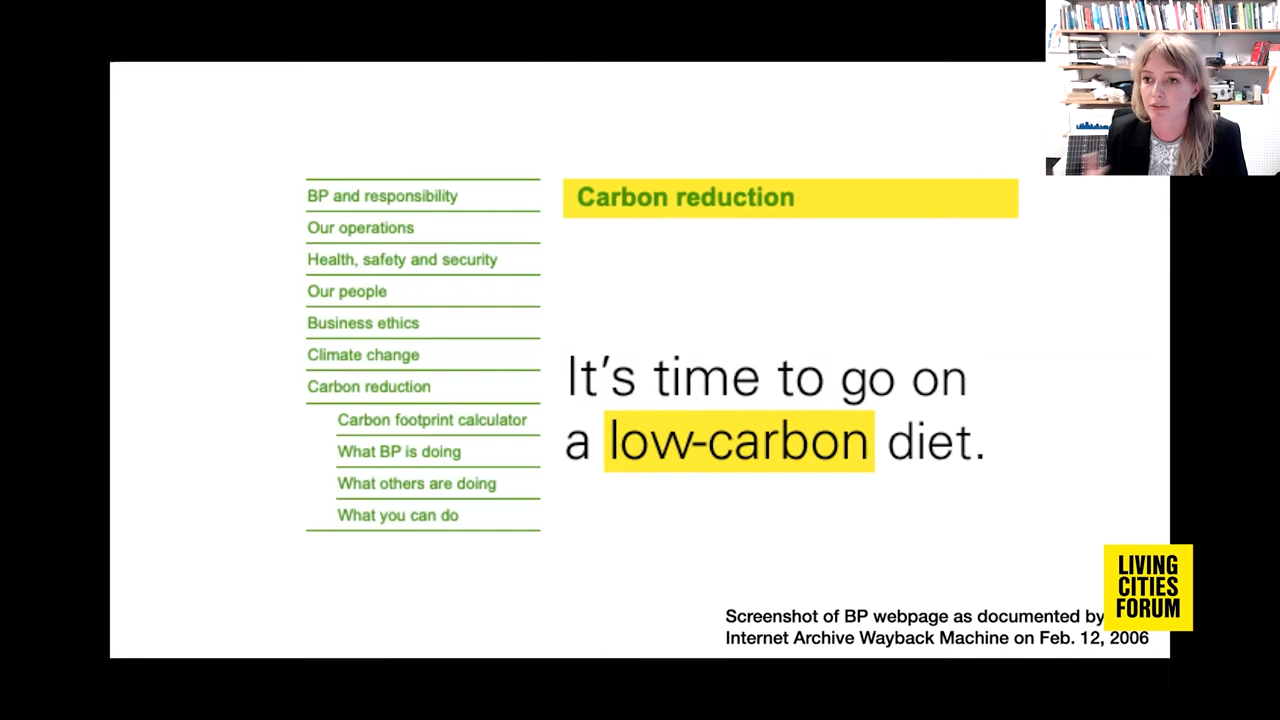 BP and responsibility
Our operations
Health, safety and security
Our people
Business ethics
Climate change
Carbon reduction
Carbon footprint calculator
What BP is doing
What others are doing
What you can do
Carbon reduction
It's time to go on
a low-carbon diet.
LIVING
CITIES
FORUM
Screenshot of BP webpage as documented by
Internet Archive Wayback Machine on Feb. 12, 2006